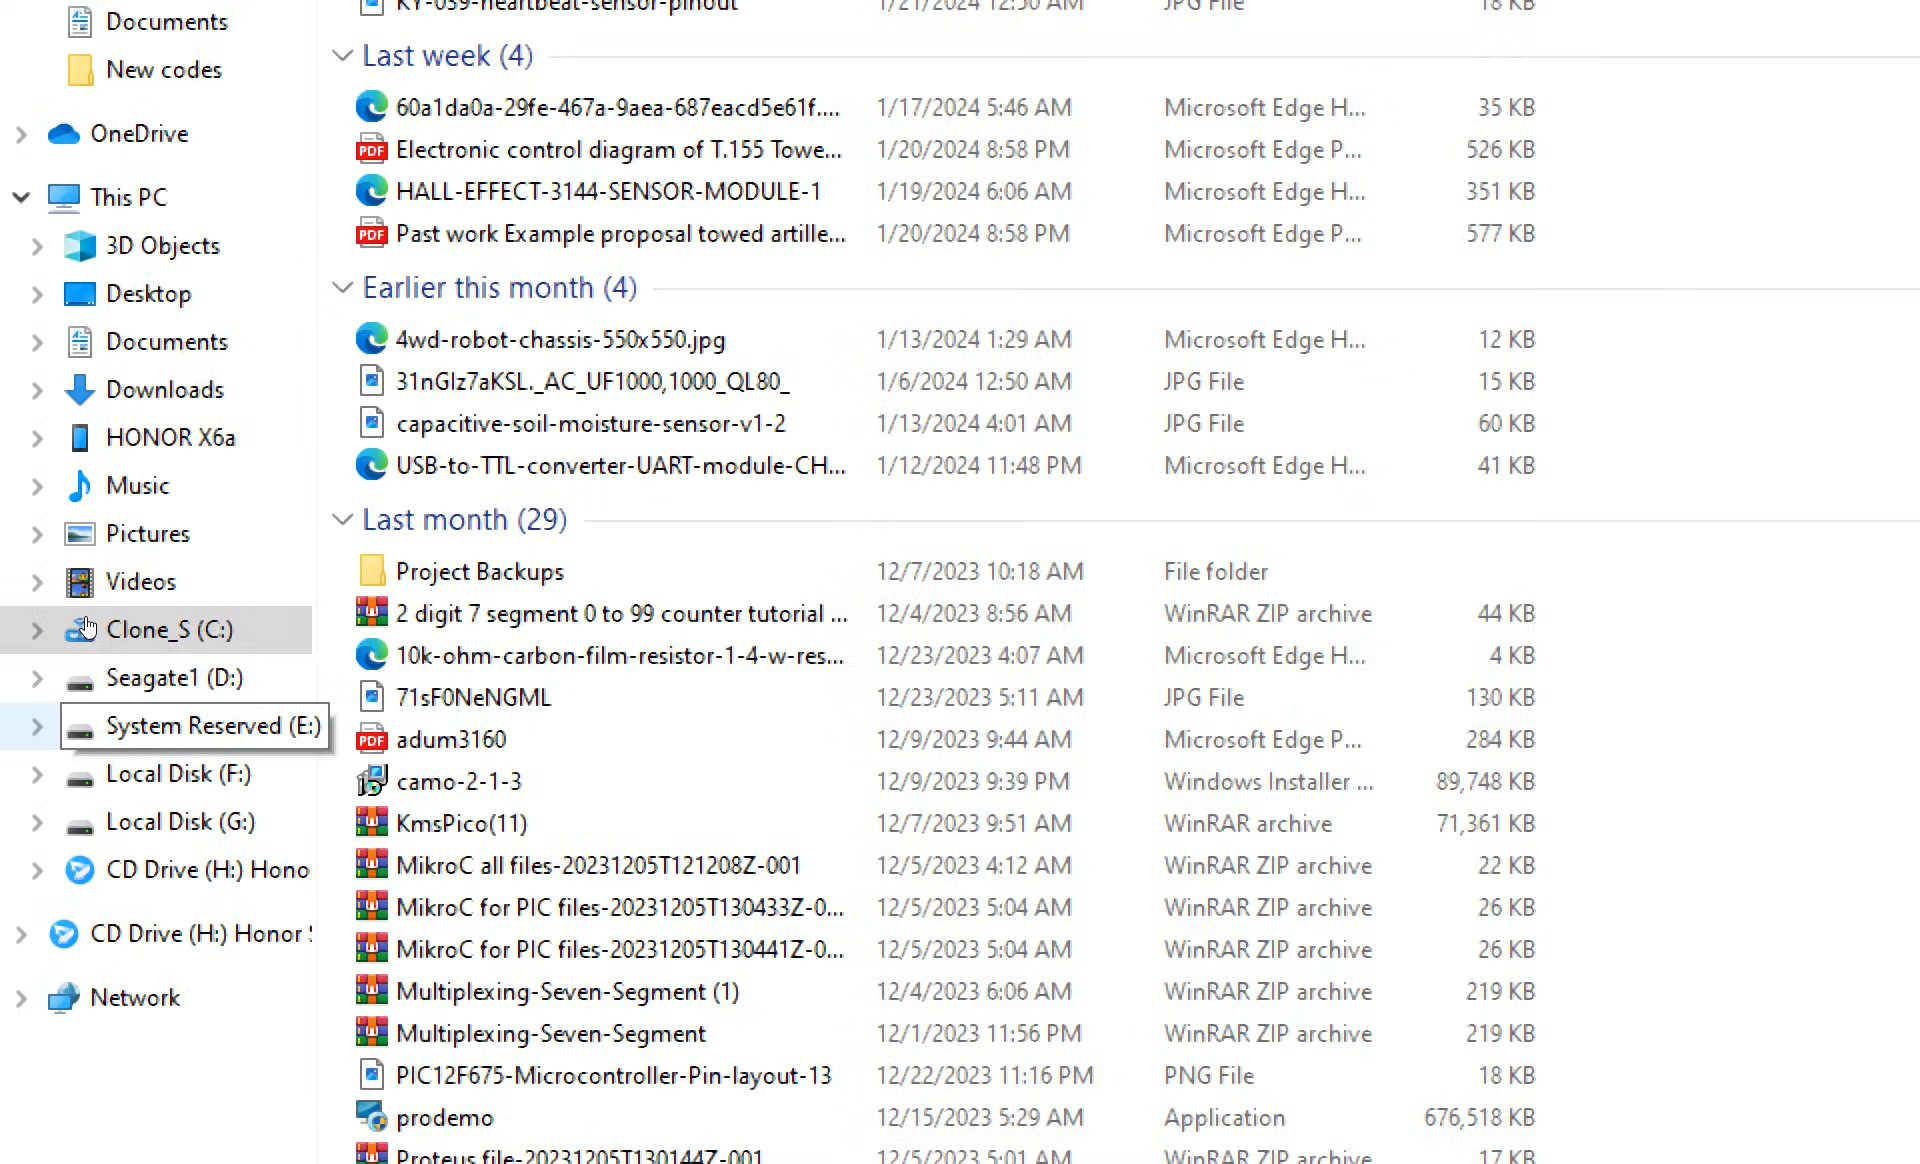 Documents
New codes
OneDrive
This PC
3D Objects
Desktop
Documents
Downloads
HONOR X6a
Music
Pictures
Videos
Clone_S (C:)
Seagate1 (D:)
System Reserved (E:)
Local Disk (F:)
Local Disk (G:)
CD Drive (H:) Hono
CD Drive (H:) Honor
Network
KY-039-heartbeat-sensor-pinout 1/21/2024 12:50 AM JPG File 18 KB
Last week (4)
60a1da0a-29fe-467a-9aea-687eacd5e61f.... 1/17/2024 5:46 AM Microsoft Edge H... 35 KB
PDF Electronic control diagram of T.155 Towe... 1/20/2024 8:58 PM Microsoft Edge P... 526 KB
HALL-EFFECT-3144-SENSOR-MODULE-1 1/19/2024 6:06 AM Microsoft Edge H... 351 KB
PDF Past work Example proposal towed artille... 1/20/2024 8:58 PM Microsoft Edge P... 577 KB
Earlier this month (4)
4wd-robot-chassis-550x550.jpg 1/13/2024 1:29 AM Microsoft Edge H... 12 KB
31nGlz7aKSL._AC_UF1000,1000_QL80_ 1/6/2024 12:50 AM JPG File 15 KB
capacitive-soil-moisture-sensor-v1-2 1/13/2024 4:01 AM JPG File 60 KB
USB-to-TTL-converter-UART-module-CH... 1/12/2024 11:48 PM Microsoft Edge H... 41 KB
Last month (29)
Project Backups 12/7/2023 10:18 AM File folder
2 digit 7 segment 0 to 99 counter tutorial ... 12/4/2023 8:56 AM WinRAR ZIP archive 44 KB
10k-ohm-carbon-film-resistor-1-4-w-res... 12/23/2023 4:07 AM Microsoft Edge H... 4 KB
71sF0NeNGML 12/23/2023 5:11 AM JPG File 130 KB
PDF adum3160 12/9/2023 9:44 AM Microsoft Edge P... 284 KB
camo-2-1-3 12/9/2023 9:39 PM Windows Installer ... 89,748 KB
KmsPico(11) 12/7/2023 9:51 AM WinRAR archive 71,361 KB
MikroC all files-20231205T121208Z-001 12/5/2023 4:12 AM WinRAR ZIP archive 22 KB
MikroC for PIC files-20231205T130433Z-0... 12/5/2023 5:04 AM WinRAR ZIP archive 26 KB
MikroC for PIC files-20231205T130441Z-0... 12/5/2023 5:04 AM WinRAR ZIP archive 26 KB
Multiplexing-Seven-Segment (1) 12/4/2023 6:06 AM WinRAR ZIP archive 219 KB
Multiplexing-Seven-Segment 12/1/2023 11:56 PM WinRAR ZIP archive 219 KB
PIC12F675-Microcontroller-Pin-layout-13 12/22/2023 11:16 PM PNG File 18 KB
prodemo 12/15/2023 5:29 AM Application 676,518 KB
Proteus file-20231205T130144Z-001 12/5/2023 5:01 AM WinRAR ZIP archive 17 KB